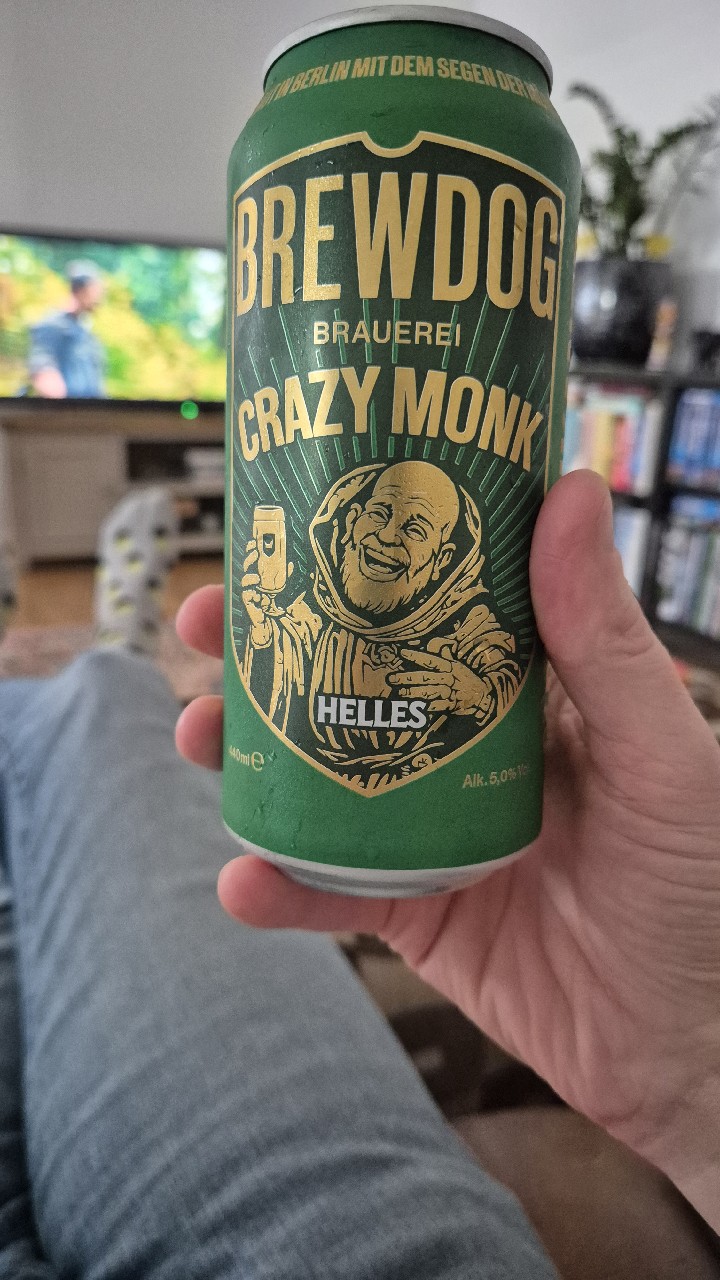 IN BERLIN MIT DEM SEGEN DER
BREWDOG
BRAUEREI
CRAZY MONK
HELLES
440ml e
Alk. 5,0%